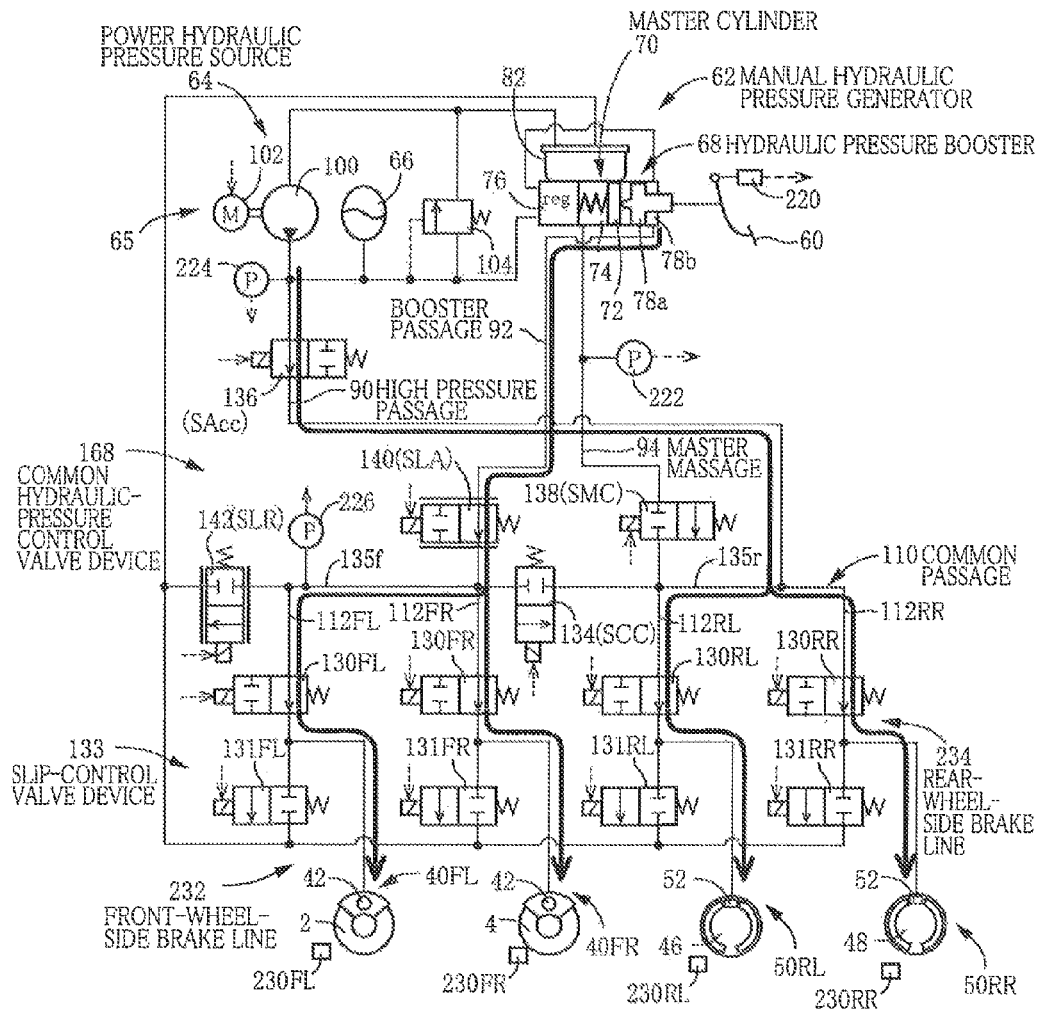 MASTER CYLINDER
70
POWER HYDRAULIC
PRESSURE SOURCE
64
82
62 MANUAL HYDRAULIC
PRESSURE GENERATOR
68 HYDRAULIC PRESSURE BOOSTER
102
100
66
76
reg
220
M
65
104
60
224
P
74
78b
72
78a
BOOSTER
PASSAGE 92
P
222
136
(SAcc)
90 HIGH PRESSURE
PASSAGE
94 MASTER
MASSAGE
168
COMMON
HYDRAULIC-
PRESSURE
CONTROL
VALVE DEVICE
140(SLA)
138(SMC)
142(SLR)
226
P
135f
135r
110 COMMON
PASSAGE
112FL
112FR
134(SCC)
112RL
112RR
130FL
130FR
130RL
130RR
133
SLIP-CONTROL
VALVE DEVICE
131FL
131FR
131RL
131RR
234
REAR-
WHEEL-
SIDE BRAKE
LINE
232
FRONT-WHEEL-
SIDE BRAKE LINE
42
40FL
42
40FR
52
52
2
4
46
48
50RL
50RR
230FL
230FR
230RL
230RR